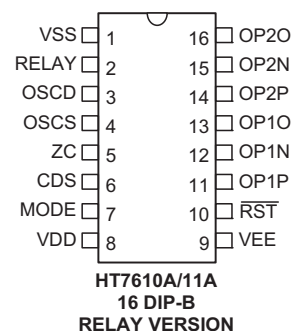 VSS 1 16 OP2O
RELAY 2 15 OP2N
OSCD 3 14 OP2P
OSCS 4 13 OP1O
ZC 5 12 OP1N
CDS 6 11 OP1P
MODE 7 10 R̅S̅T̅
VDD 8 9 VEE
HT7610A/11A
16 DIP-B
RELAY VERSION